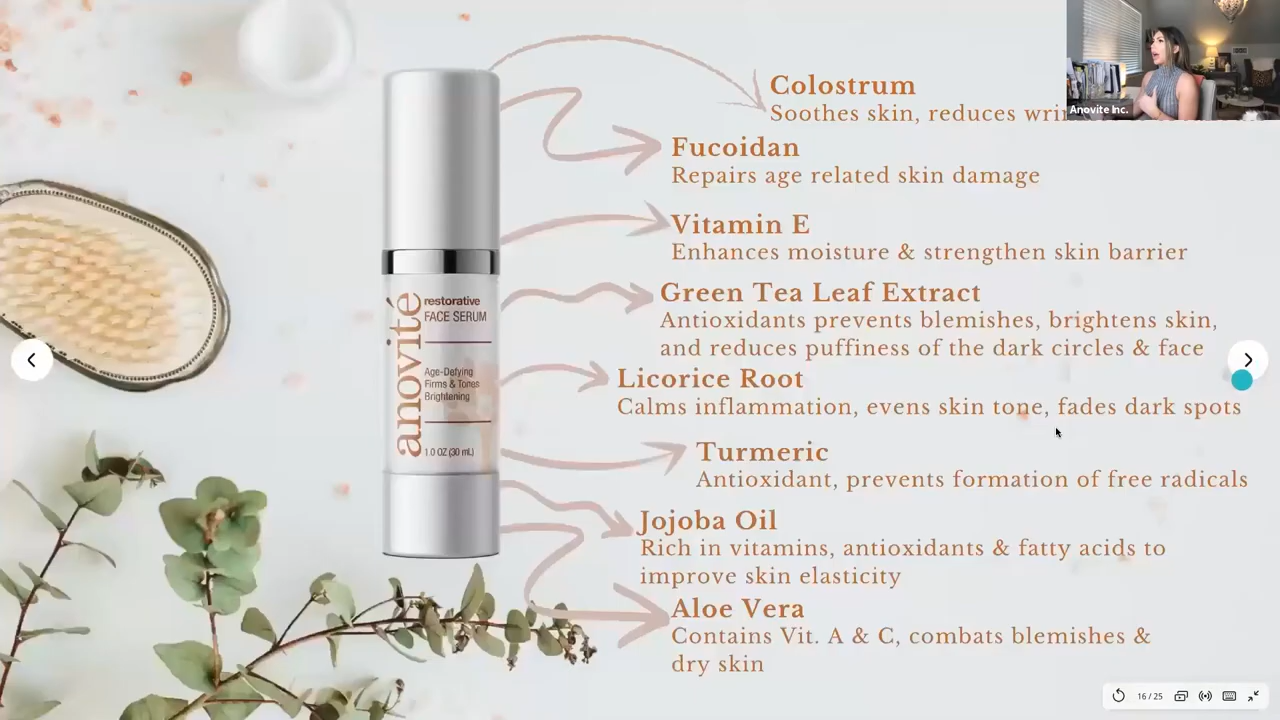 Colostrum
Soothes skin, reduces
Anovite Inc.
Fucoidan
Repairs age related skin damage
Vitamin E
Enhances moisture & strengthen skin barrier
Green Tea Leaf Extract
Antioxidants prevents blemishes, brightens skin,
and reduces puffiness of the dark circles & face
Licorice Root
Calms inflammation, evens skin tone, fades dark spots
Turmeric
Antioxidant, prevents formation of free radicals
Jojoba Oil
Rich in vitamins, antioxidants & fatty acids to
improve skin elasticity
Aloe Vera
Contains Vit. A & C, combats blemishes &
dry skin
anovité
restorative
FACE SERUM
Age-Defying
Firms & Tones
Brightening
1.0 OZ (30 mL)
16 / 25